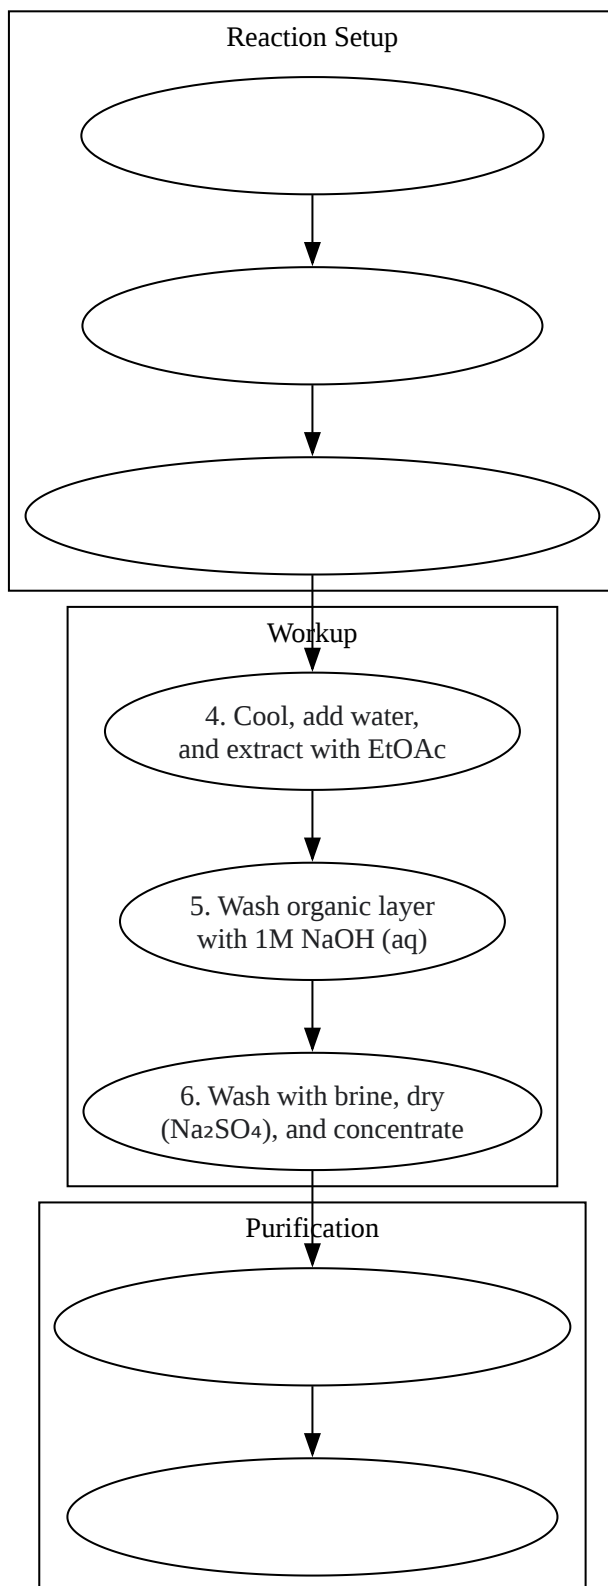 Reaction Setup
Workup
4. Cool, add water,
and extract with EtOAc
5. Wash organic layer
with 1M NaOH (aq)
6. Wash with brine, dry
(Na₂SO₄), and concentrate
Purification